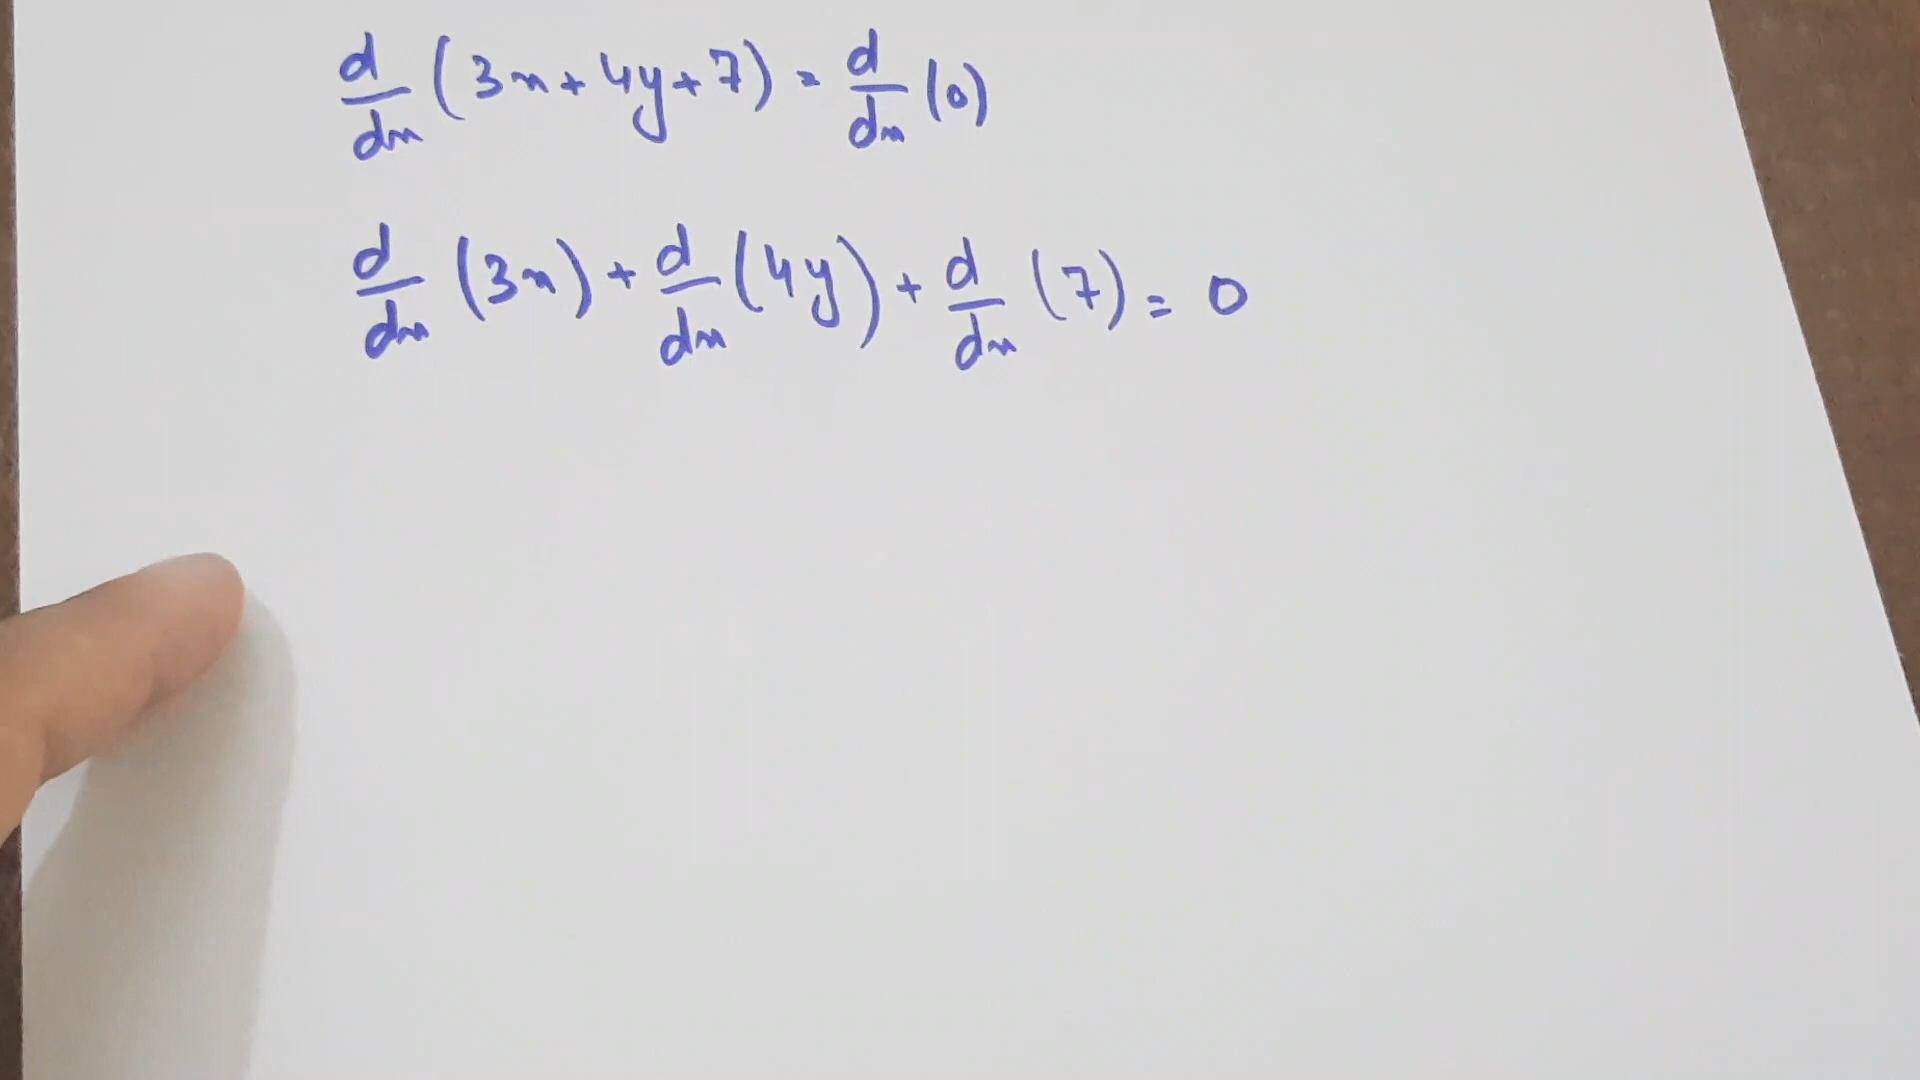 d/dx (3x + 4y + 7) = d/dx (0)
d/dx (3x) + d/dx (4y) + d/dx (7) = 0